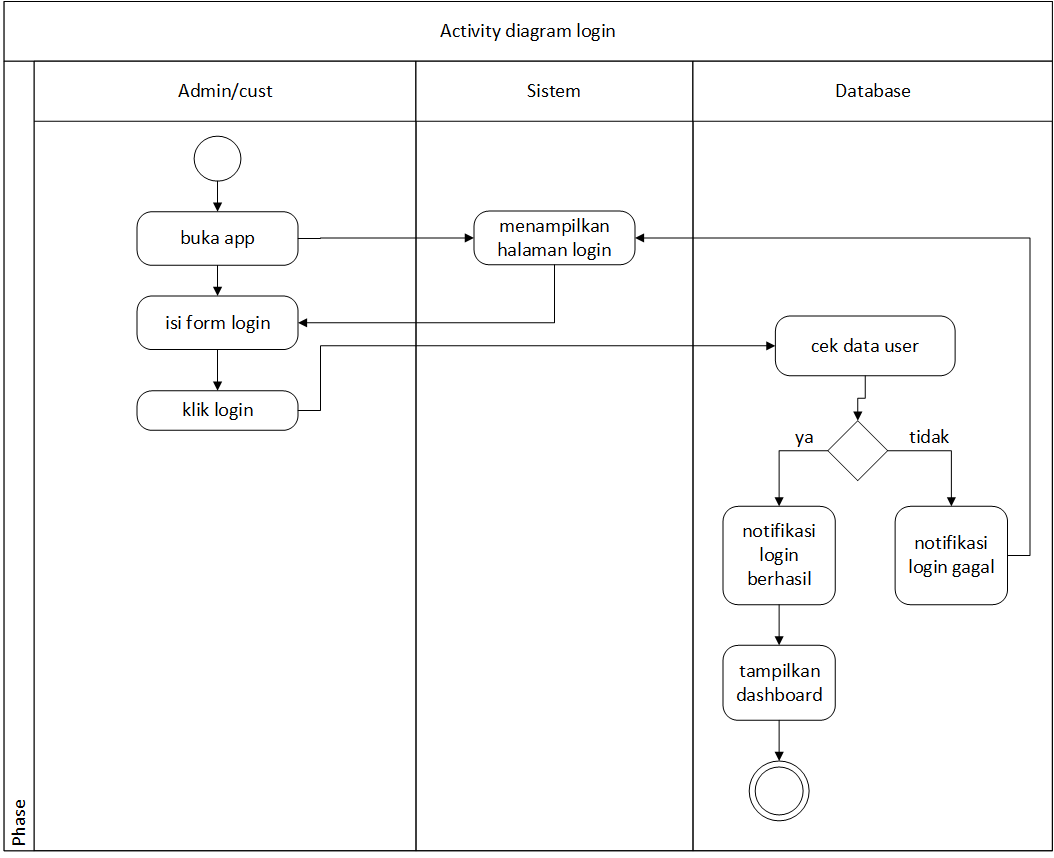 Activity diagram login
Admin/cust
Sistem
Database
buka app
menampilkan
halaman login
isi form login
cek data user
klik login
ya
tidak
notifikasi
login
berhasil
notifikasi
login gagal
tampilkan
dashboard
Phase